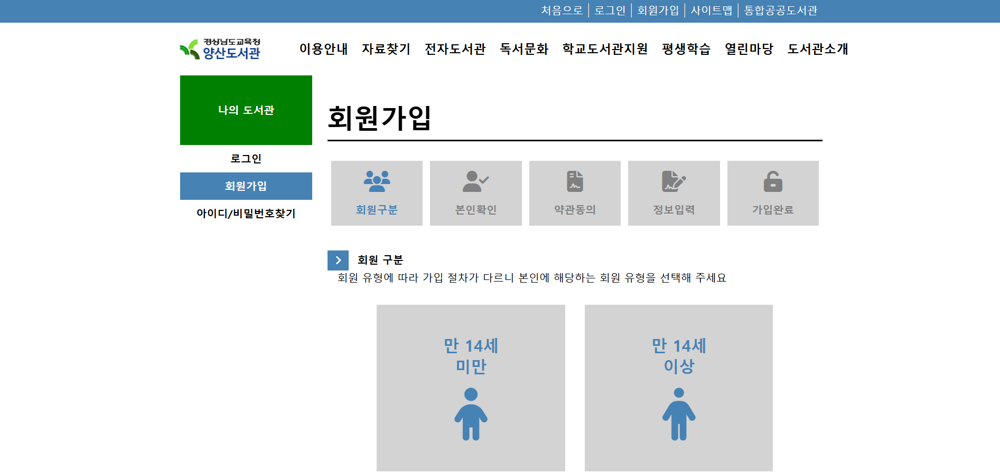 처음으로 | 로그인 | 회원가입 | 사이트맵 | 통합공공도서관
경상남도교육청
양산도서관
이용안내 자료찾기 전자도서관 독서문화 학교도서관지원 평생학습 열린마당 도서관소개
나의 도서관
로그인
회원가입
아이디/비밀번호찾기
회원가입
회원구분 본인확인 약관동의 정보입력 가입완료
회원 구분
회원 유형에 따라 가입 절차가 다르니 본인에 해당하는 회원 유형을 선택해 주세요
만 14세
미만
만 14세
이상